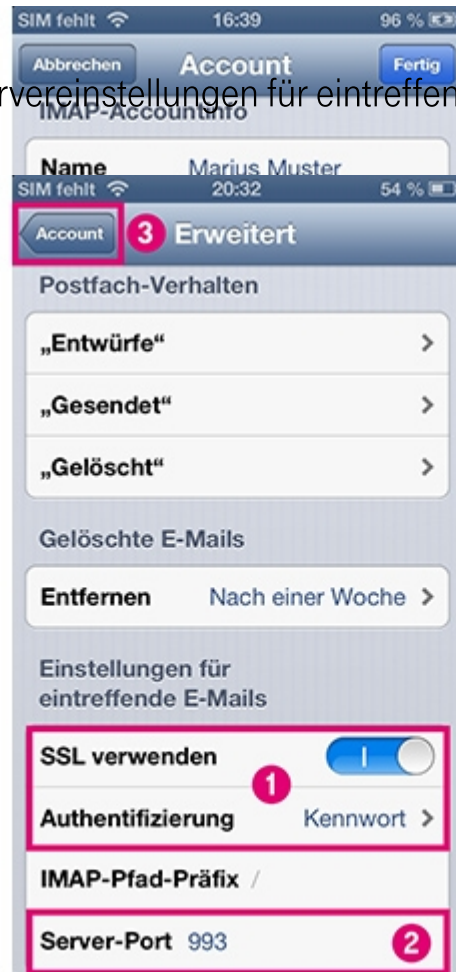 SIM fehlt 16:39 96 %
Abbrechen Account Fertig
rvereinstellungen für eintreffen
IMAP-Accountinfo
Name Marius Muster
SIM fehlt 20:32 54 %
Account 3 Erweitert
Postfach-Verhalten
„Entwürfe“
„Gesendet“
„Gelöscht“
Gelöschte E-Mails
Entfernen Nach einer Woche
Einstellungen für
eintreffende E-Mails
SSL verwenden
1
Authentifizierung Kennwort
IMAP-Pfad-Präfix /
Server-Port 993 2